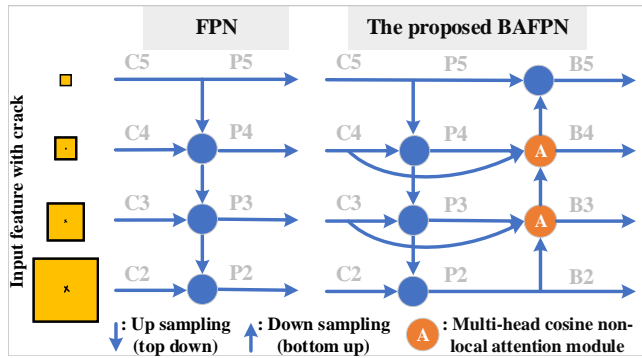 FPN
The proposed BAFPN
Input feature with crack
C5 P5
C4 P4
C3 P3
C2 P2
C5 P5 B5
C4 P4 A B4
C3 P3 A B3
C2 P2 B2
: Up sampling
(top down)
: Down sampling
(bottom up)
A : Multi-head cosine non-
local attention module